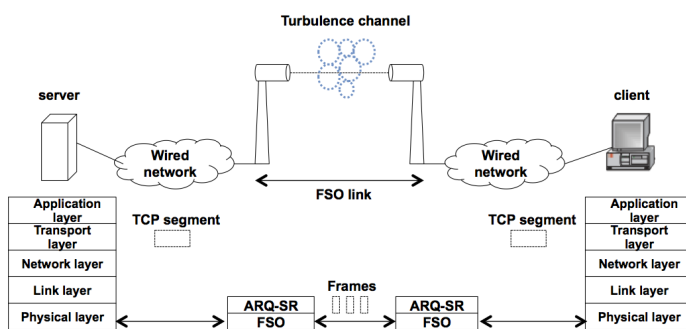 Turbulence channel
server
client
Wired
network
Wired
network
FSO link
Application
layer
Transport
layer
Network layer
Link layer
Physical layer
TCP segment
TCP segment
Application
layer
Transport
layer
Network layer
Link layer
Physical layer
Frames
ARQ-SR
FSO
ARQ-SR
FSO